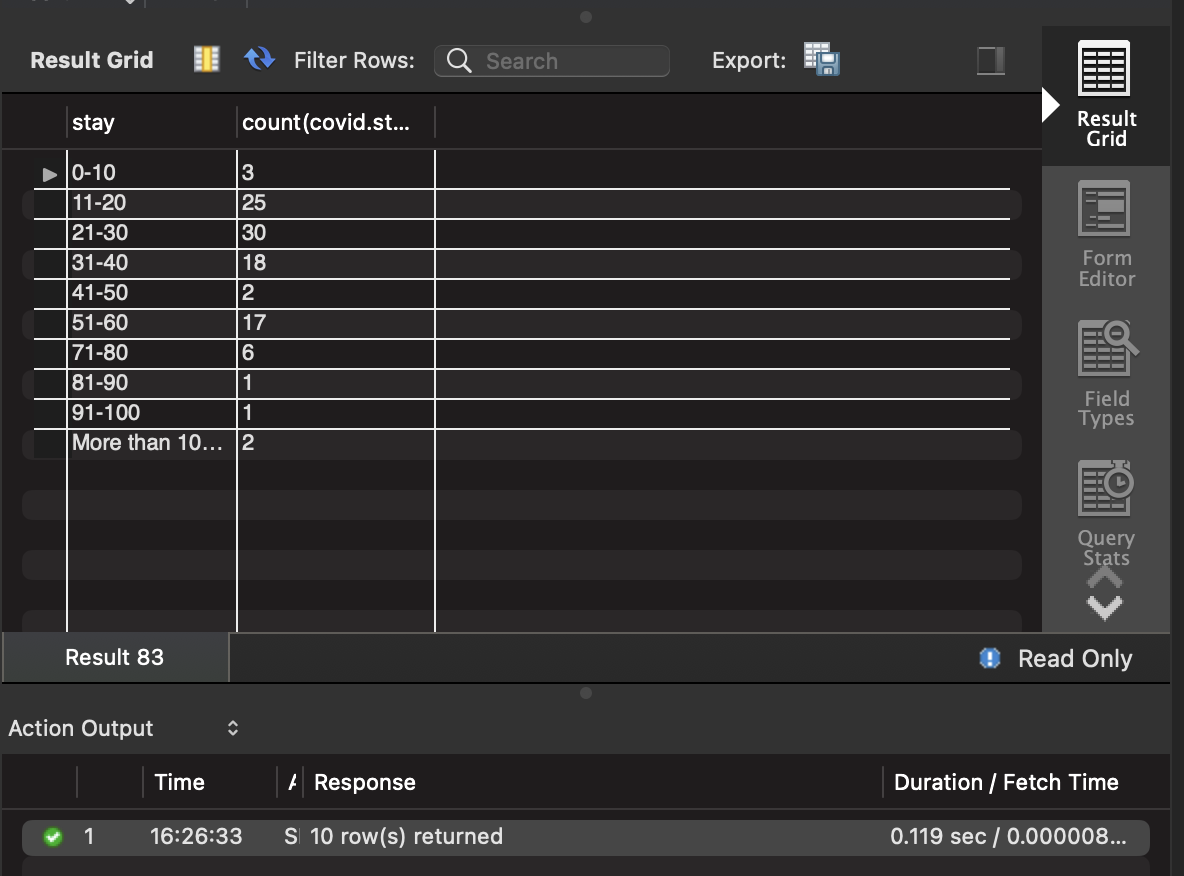 Result Grid Filter Rows: Search Export:
stay count(covid.st...
0-10 3
11-20 25
21-30 30
31-40 18
41-50 2
51-60 17
71-80 6
81-90 1
91-100 1
More than 10... 2
Result
Grid
Form
Editor
Field
Types
Query
Stats
Result 83 Read Only
Action Output
Time Response Duration / Fetch Time
1 16:26:33 10 row(s) returned 0.119 sec / 0.000008...